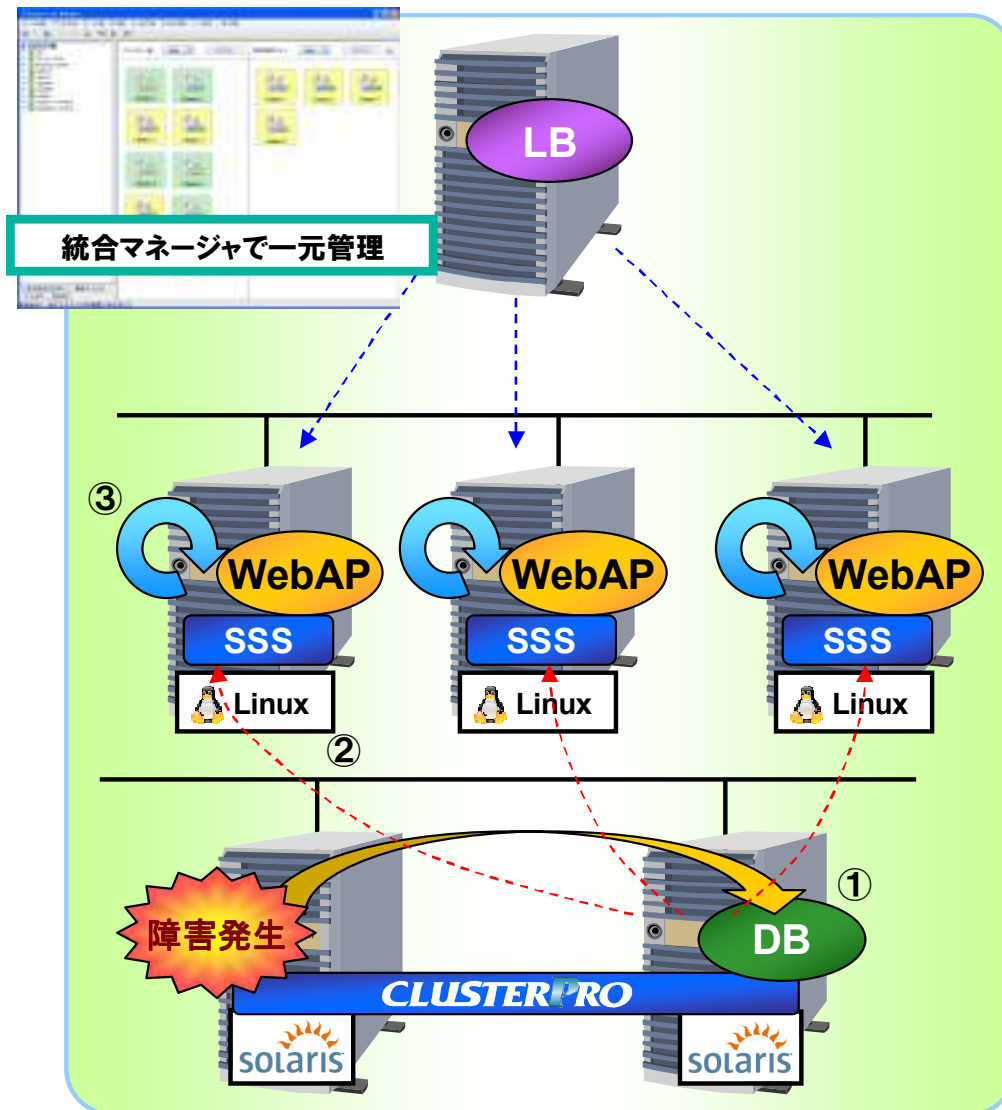 LB
統合マネージャで一元管理
③
WebAP
WebAP
WebAP
SSS
SSS
SSS
Linux
Linux
Linux
②
①
障害発生
DB
CLUSTERPRO
solaris
solaris